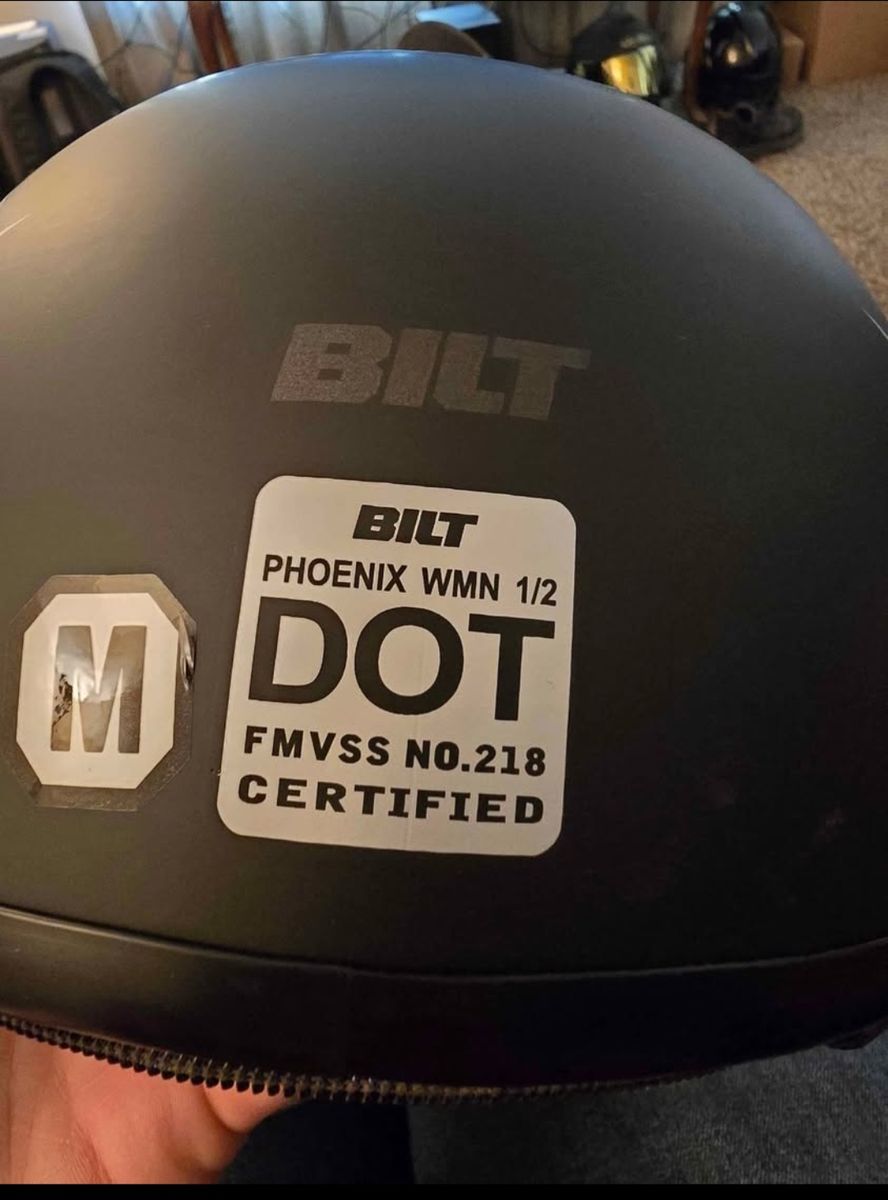 BILT
BILT
PHOENIX WMN 1/2
DOT
FMVSS NO.218
CERTIFIED
M